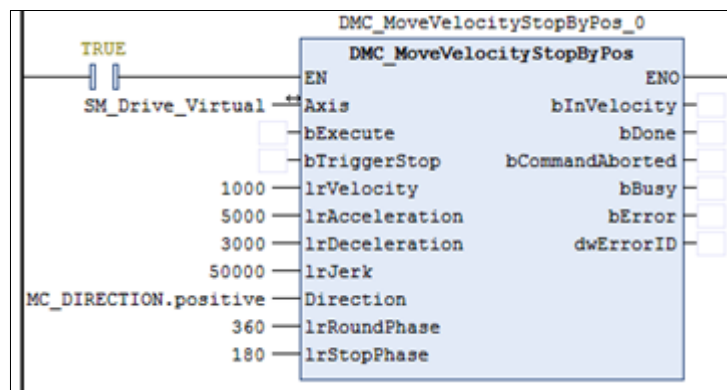 DMC_MoveVelocityStopByPos_0
TRUE
DMC_MoveVelocityStopByPos
EN ENO
SM_Drive_Virtual Axis bInVelocity
bExecute bDone
bTriggerStop bCommandAborted
1000 lrVelocity bBusy
5000 lrAcceleration bError
3000 lrDeceleration dwErrorID
50000 lrJerk
MC_DIRECTION.positive Direction
360 lrRoundPhase
180 lrStopPhase